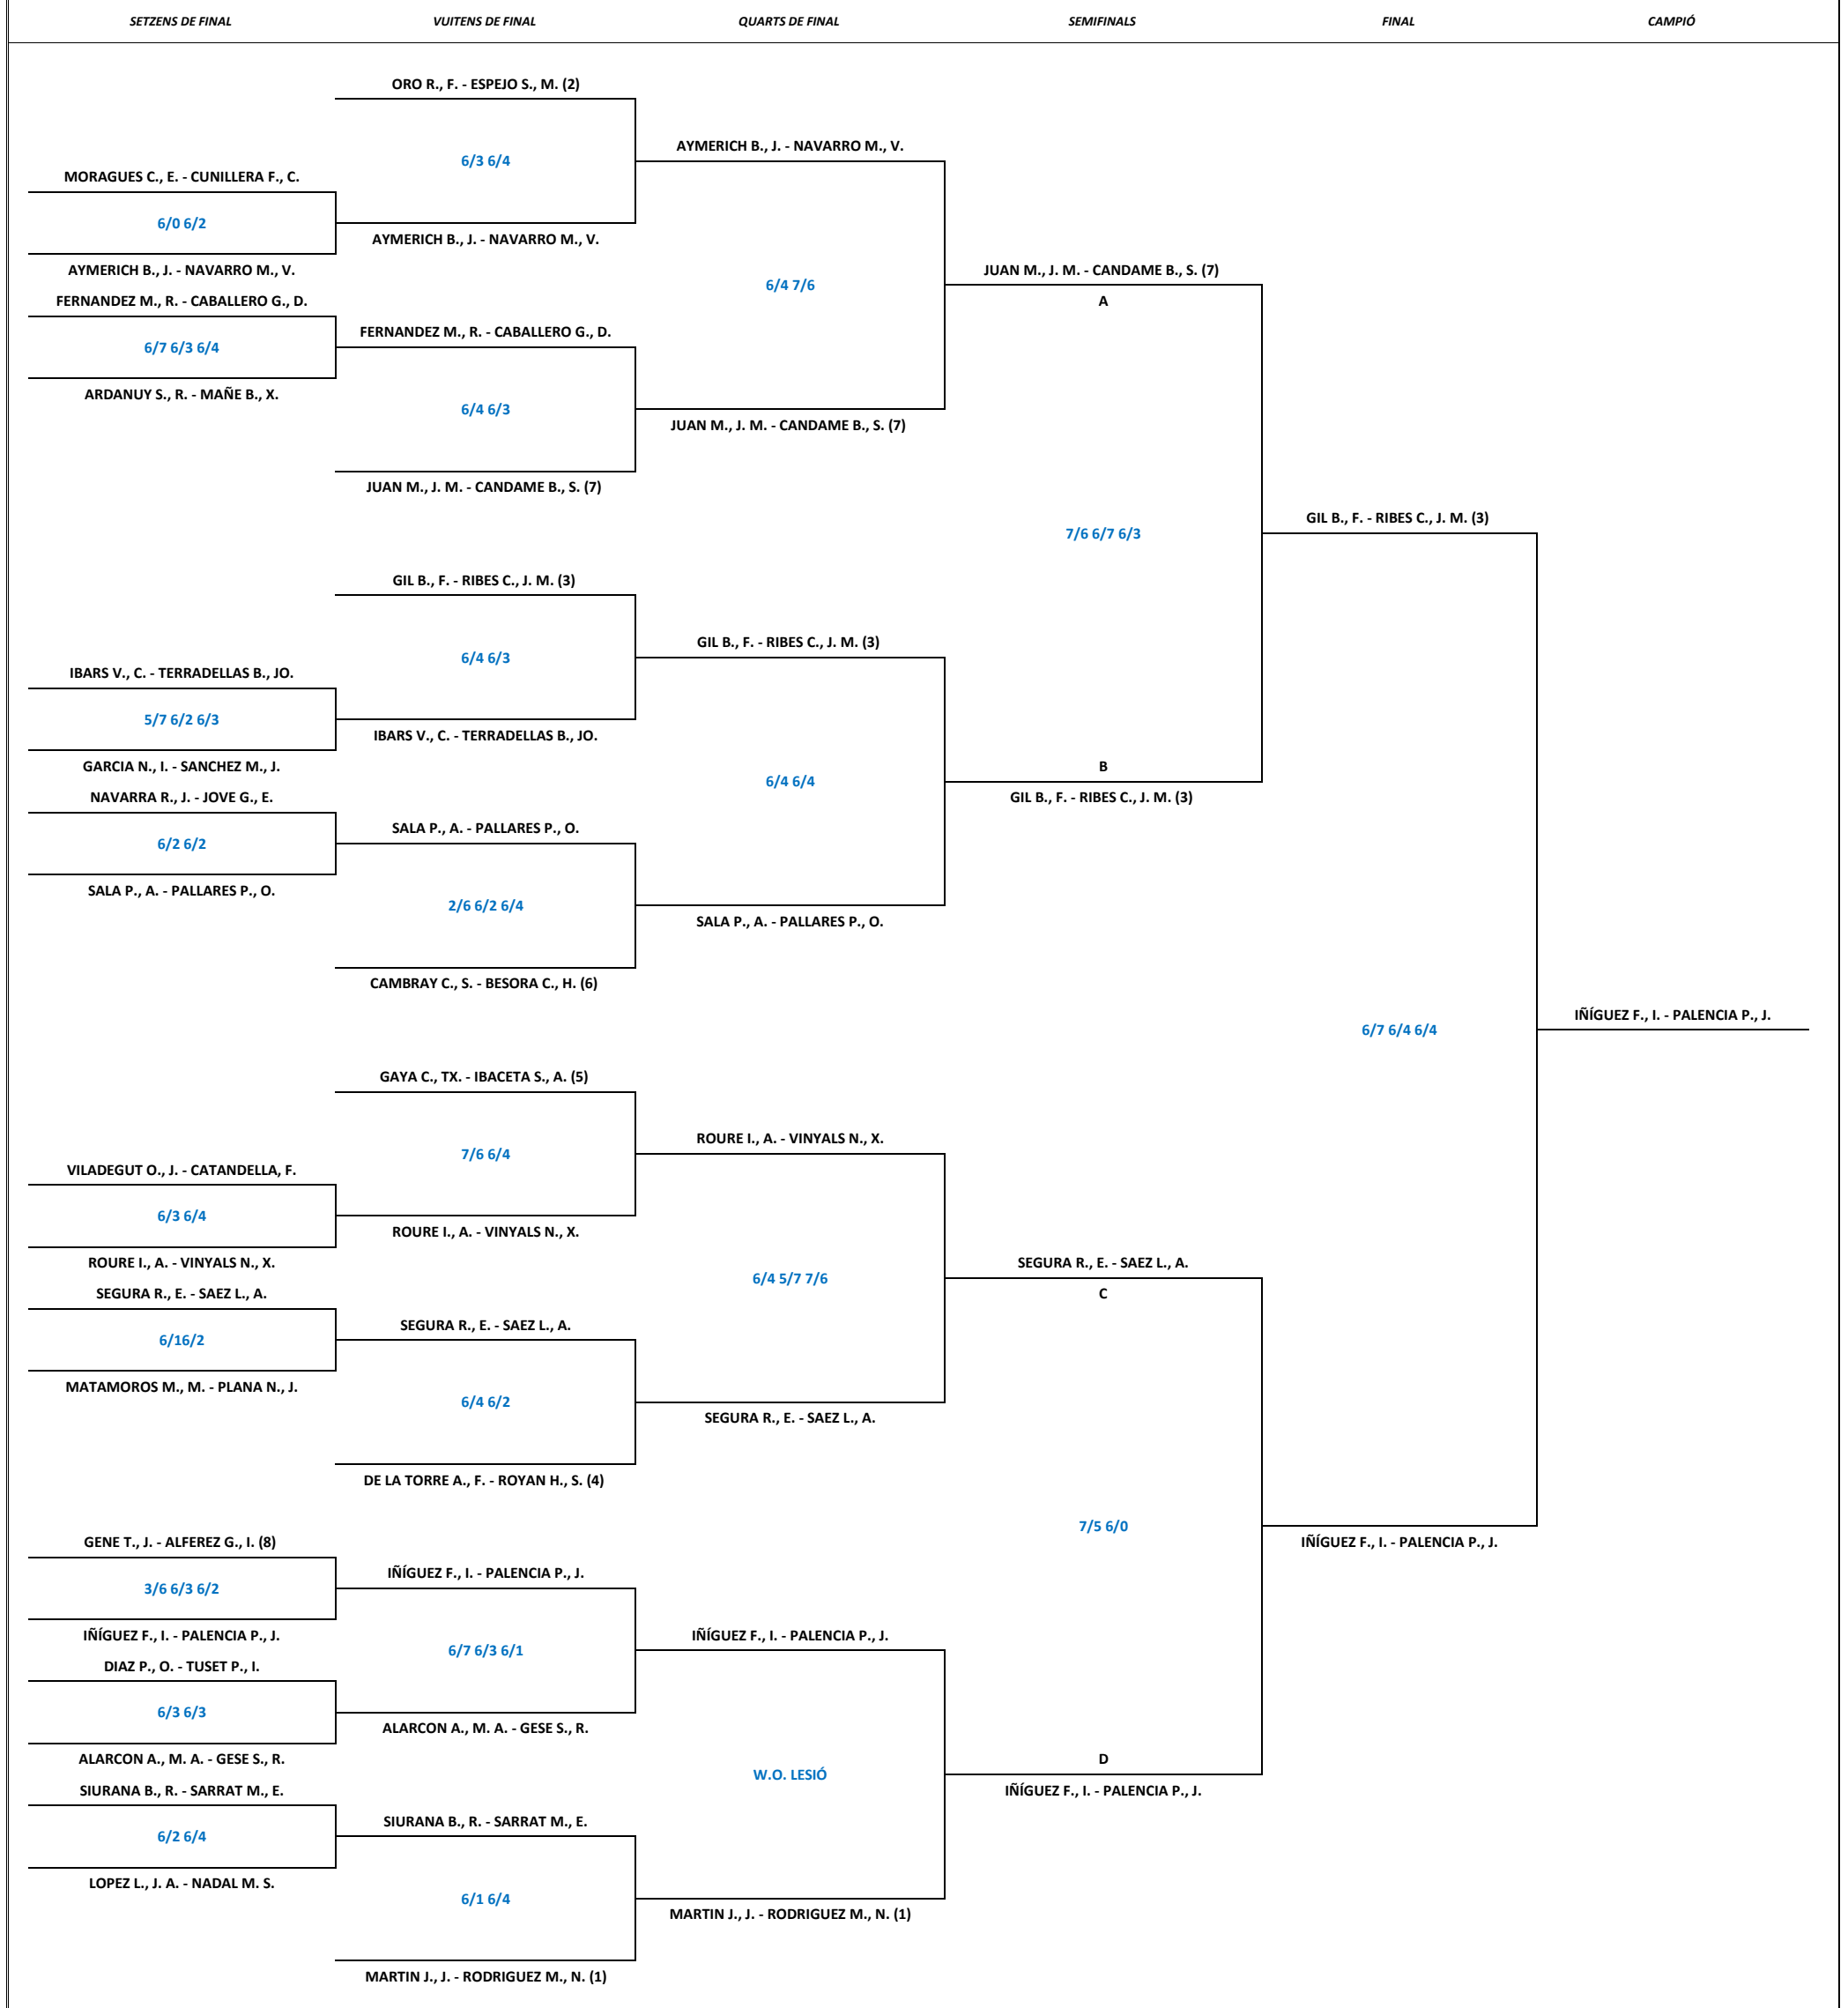 SETZENS DE FINAL
VUITENS DE FINAL
QUARTS DE FINAL
SEMIFINALS
FINAL
CAMPIÓ
ORO R., F. - ESPEJO S., M. (2)
6/3 6/4
AYMERICH B., J. - NAVARRO M., V.
MORAGUES C., E. - CUNILLERA F., C.
6/0 6/2
AYMERICH B., J. - NAVARRO M., V.
AYMERICH B., J. - NAVARRO M., V.
FERNANDEZ M., R. - CABALLERO G., D.
6/4 7/6
JUAN M., J. M. - CANDAME B., S. (7)
A
6/7 6/3 6/4
FERNANDEZ M., R. - CABALLERO G., D.
ARDANUY S., R. - MAÑE B., X.
6/4 6/3
JUAN M., J. M. - CANDAME B., S. (7)
JUAN M., J. M. - CANDAME B., S. (7)
7/6 6/7 6/3
GIL B., F. - RIBES C., J. M. (3)
GIL B., F. - RIBES C., J. M. (3)
6/4 6/3
GIL B., F. - RIBES C., J. M. (3)
IBARS V., C. - TERRADELLAS B., JO.
5/7 6/2 6/3
IBARS V., C. - TERRADELLAS B., JO.
GARCIA N., I. - SANCHEZ M., J.
6/4 6/4
B
GIL B., F. - RIBES C., J. M. (3)
NAVARRA R., J. - JOVE G., E.
6/2 6/2
SALA P., A. - PALLARES P., O.
SALA P., A. - PALLARES P., O.
2/6 6/2 6/4
SALA P., A. - PALLARES P., O.
CAMBRAY C., S. - BESORA C., H. (6)
6/7 6/4 6/4
IÑÍGUEZ F., I. - PALENCIA P., J.
GAYA C., TX. - IBACETA S., A. (5)
7/6 6/4
ROURE I., A. - VINYALS N., X.
VILADEGUT O., J. - CATANDELLA, F.
6/3 6/4
ROURE I., A. - VINYALS N., X.
ROURE I., A. - VINYALS N., X.
SEGURA R., E. - SAEZ L., A.
6/4 5/7 7/6
SEGURA R., E. - SAEZ L., A.
C
6/16/2
SEGURA R., E. - SAEZ L., A.
MATAMOROS M., M. - PLANA N., J.
6/4 6/2
SEGURA R., E. - SAEZ L., A.
DE LA TORRE A., F. - ROYAN H., S. (4)
7/5 6/0
IÑÍGUEZ F., I. - PALENCIA P., J.
GENE T., J. - ALFEREZ G., I. (8)
3/6 6/3 6/2
IÑÍGUEZ F., I. - PALENCIA P., J.
IÑÍGUEZ F., I. - PALENCIA P., J.
6/7 6/3 6/1
IÑÍGUEZ F., I. - PALENCIA P., J.
DIAZ P., O. - TUSET P., I.
6/3 6/3
ALARCON A., M. A. - GESE S., R.
ALARCON A., M. A. - GESE S., R.
W.O. LESIÓ
D
IÑÍGUEZ F., I. - PALENCIA P., J.
SIURANA B., R. - SARRAT M., E.
6/2 6/4
SIURANA B., R. - SARRAT M., E.
LOPEZ L., J. A. - NADAL M. S.
6/1 6/4
MARTIN J., J. - RODRIGUEZ M., N. (1)
MARTIN J., J. - RODRIGUEZ M., N. (1)